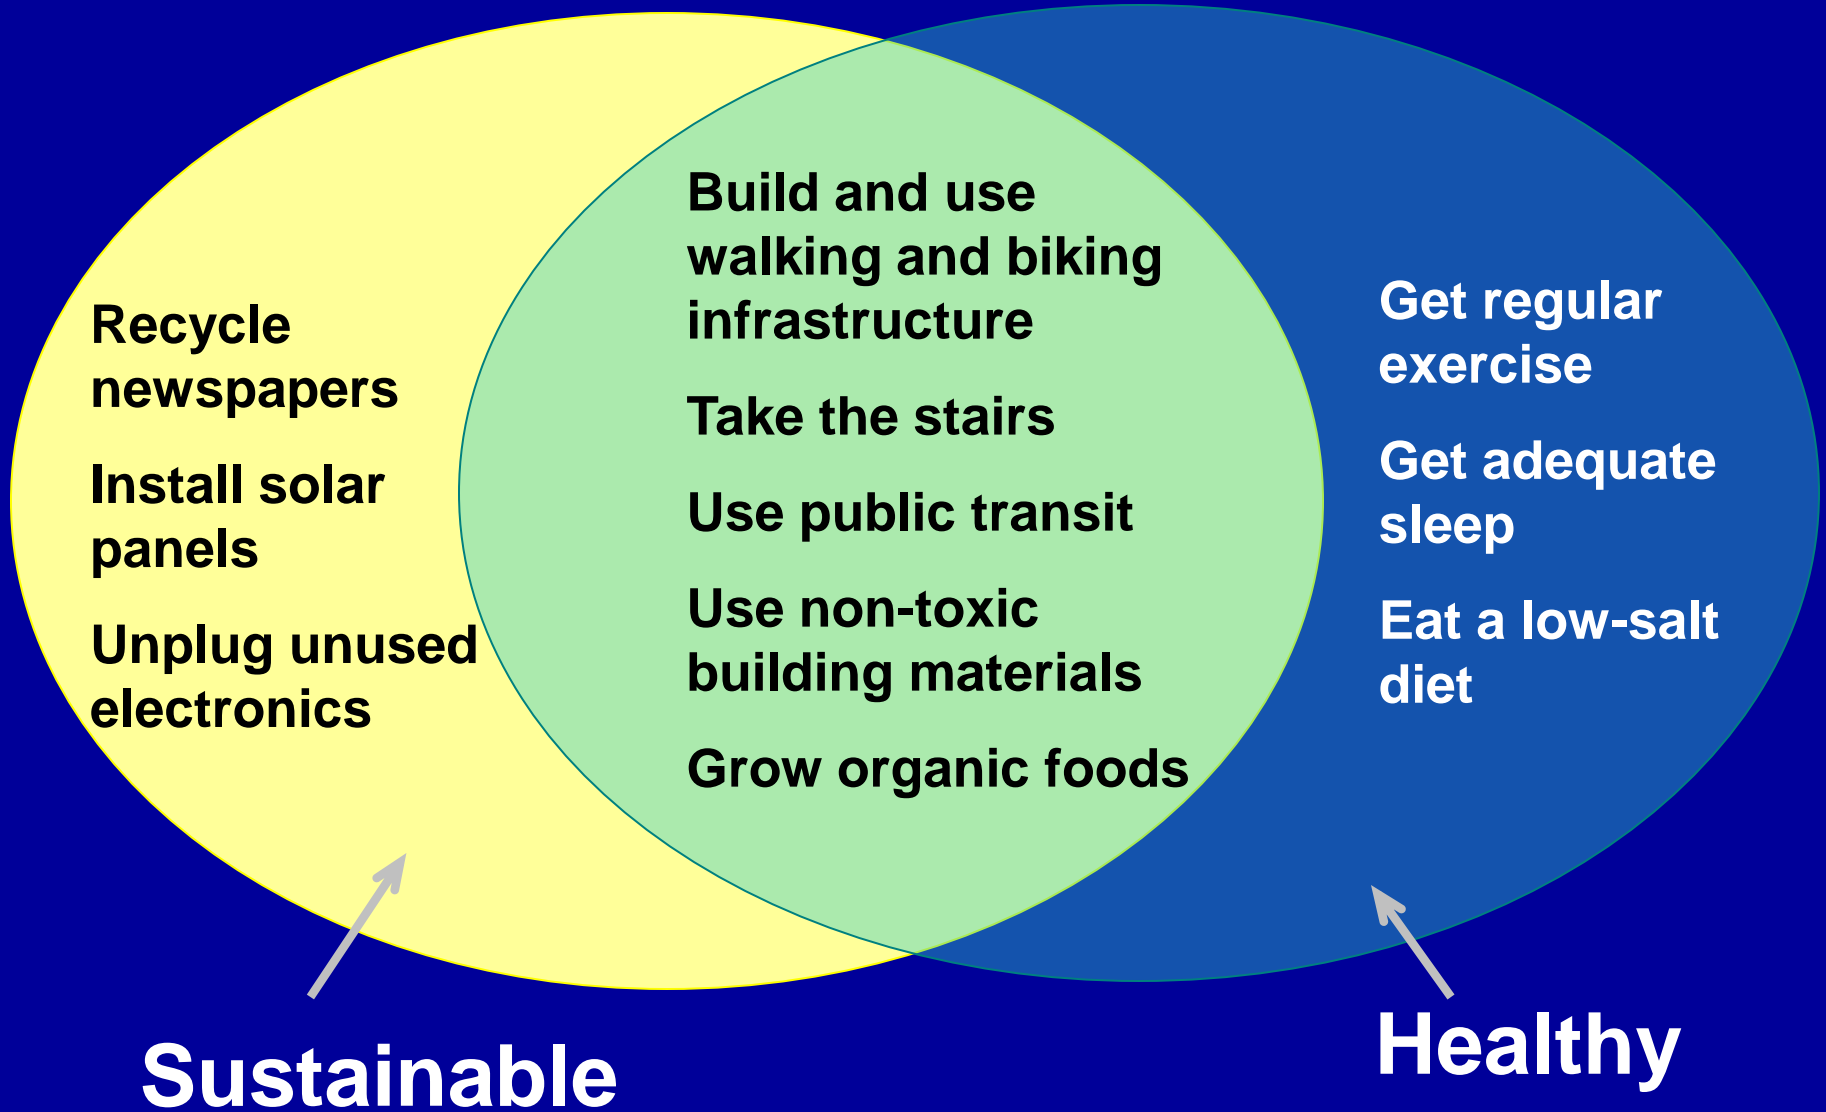 Recycle
newspapers
Install solar
panels
Unplug unused
electronics
Build and use
walking and biking
infrastructure
Take the stairs
Use public transit
Use non-toxic
building materials
Grow organic foods
Get regular
exercise
Get adequate
sleep
Eat a low-salt
diet
Sustainable
Healthy